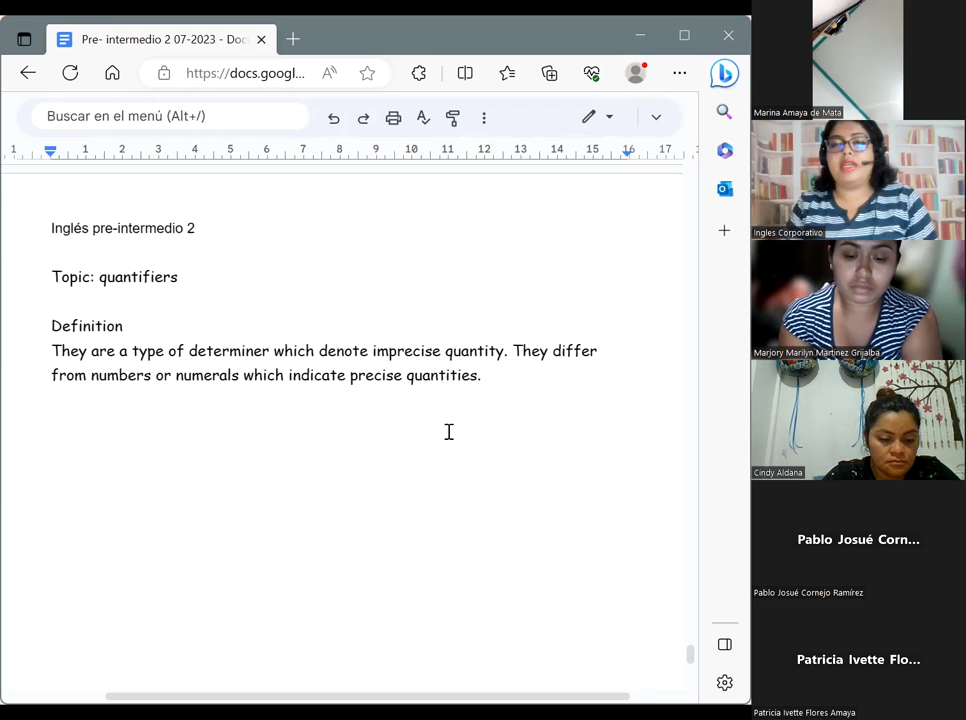 Pre- intermedio 2 07-2023 - Doc
https://docs.googl...
Buscar en el menú (Alt+/)
1 1 2 3 4 5 6 7 8 9 10 11 12 13 14 15 16 17
Inglés pre-intermedio 2
Topic: quantifiers
Definition
They are a type of determiner which denote imprecise quantity. They differ
from numbers or numerals which indicate precise quantities.
Marina Amaya de Mata
Ingles Corporativo
Marjory Marilyn Martinez Grijalba
Cindy Aldana
Pablo Josué Corn...
Pablo Josué Cornejo Ramírez
Patricia Ivette Flo...
Patricia Ivette Flores Amaya